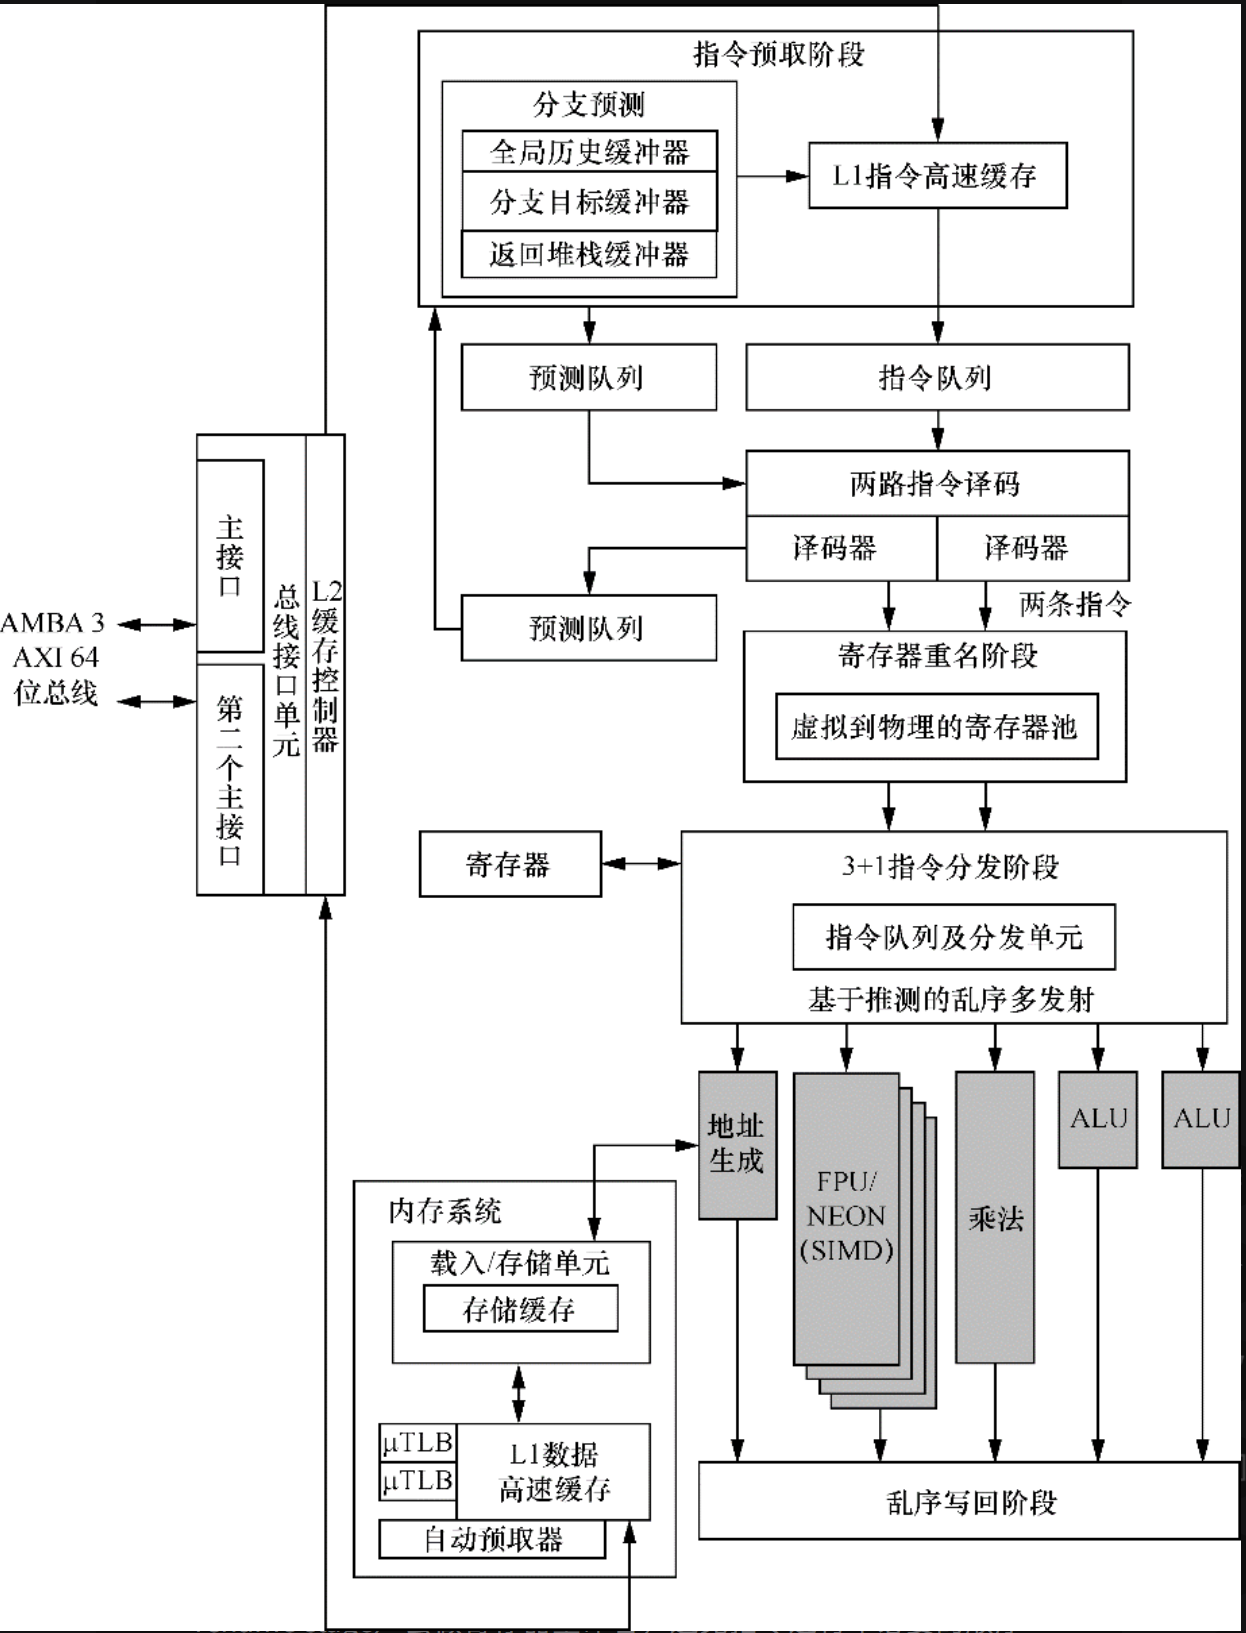 指令预取阶段
分支预测
全局历史缓冲器
分支目标缓冲器
返回堆栈缓冲器
L1指令高速缓存
预测队列
指令队列
两路指令译码
译码器
译码器
两条指令
预测队列
寄存器重名阶段
虚拟到物理的寄存器池
主接口
第二个主接口
总线接口单元
L2缓存控制器
AMBA 3
AXI 64
位总线
寄存器
3+1指令分发阶段
指令队列及分发单元
基于推测的乱序多发射
地址
生成
FPU/
NEON
(SIMD)
乘法
ALU
ALU
内存系统
载入/存储单元
存储缓存
μTLB
μTLB
L1数据
高速缓存
自动预取器
乱序写回阶段